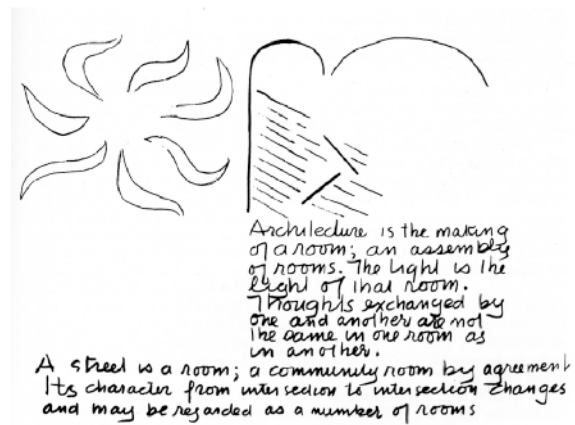 Architecture is the making
of a room; an assembly
of rooms. The light is the
light of that room.
Thoughts exchanged by
one and another are not
the same in one room as
in another.
A street is a room; a community room by agreement
Its character from intersection to intersection changes
and may be regarded as a number of rooms